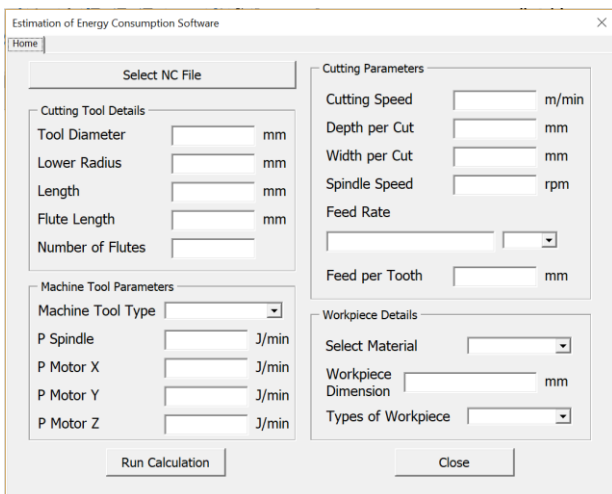 Estimation of Energy Consumption Software
Home
Select NC File
Cutting Tool Details
Tool Diameter mm
Lower Radius mm
Length mm
Flute Length mm
Number of Flutes
Machine Tool Parameters
Machine Tool Type
P Spindle J/min
P Motor X J/min
P Motor Y J/min
P Motor Z J/min
Run Calculation
Cutting Parameters
Cutting Speed m/min
Depth per Cut mm
Width per Cut mm
Spindle Speed rpm
Feed Rate
Feed per Tooth mm
Workpiece Details
Select Material
Workpiece
Dimension mm
Types of Workpiece
Close